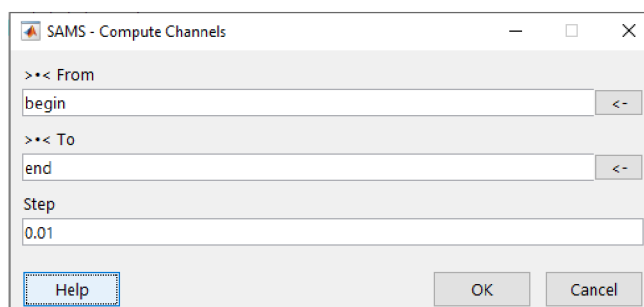 SAMS - Compute Channels
>•< From
begin
<-
>•< To
end
<-
Step
0.01
Help OK Cancel